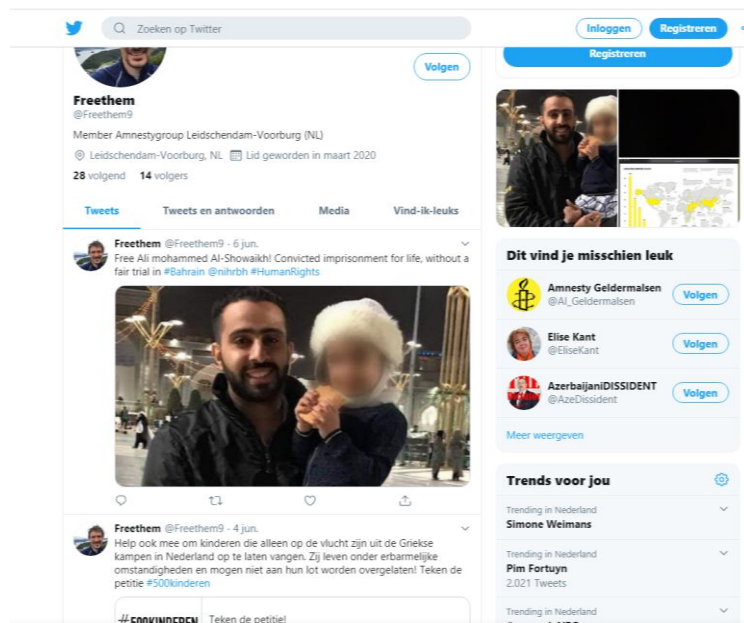 Zoeken op Twitter
Inloggen
Registreren
Registreren
Volgen
Freethem
@Freethem9
Member Amnestygroup Leidschendam-Voorburg (NL)
Leidschendam-Voorburg, NL Lid geworden in maart 2020
28 volgend 14 volgers
Tweets Tweets en antwoorden Media Vind-ik-leuks
Freethem @Freethem9 · 6 jun.
Free Ali mohammed Al-Showaikh! Convicted imprisonment for life, without a
fair trial in #Bahrain @nihrbh #HumanRights
Freethem @Freethem9 · 4 jun.
Help ook mee om kinderen die alleen op de vlucht zijn uit de Griekse
kampen in Nederland op te laten vangen. Zij leven onder erbarmelijke
omstandigheden en mogen niet aan hun lot worden overgelaten! Teken de
petitie #500kinderen
#500KINDEREN Teken de petitie!
Dit vind je misschien leuk
Amnesty Geldermalsen
@AI_Geldermalsen
Volgen
Elise Kant
@EliseKant
Volgen
AzerbaijaniDISSIDENT
@AzeDissident
Volgen
Meer weergeven
Trends voor jou
Trending in Nederland
Simone Weimans
Trending in Nederland
Pim Fortuyn
2.021 Tweets
Trending in Nederland